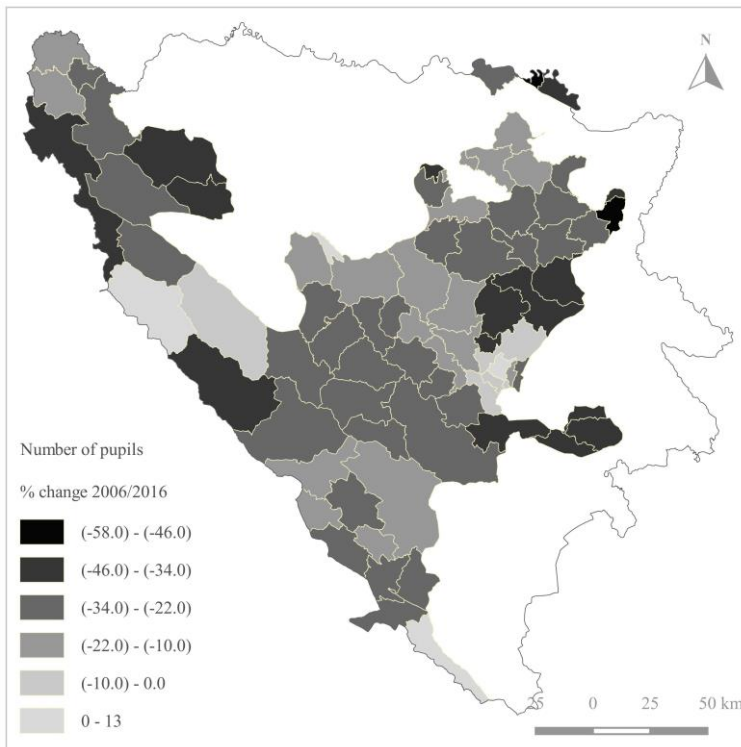 N
Number of pupils
% change 2006/2016
(-58.0) - (-46.0)
(-46.0) - (-34.0)
(-34.0) - (-22.0)
(-22.0) - (-10.0)
(-10.0) - 0.0
0 - 13
25 0 25 50 km